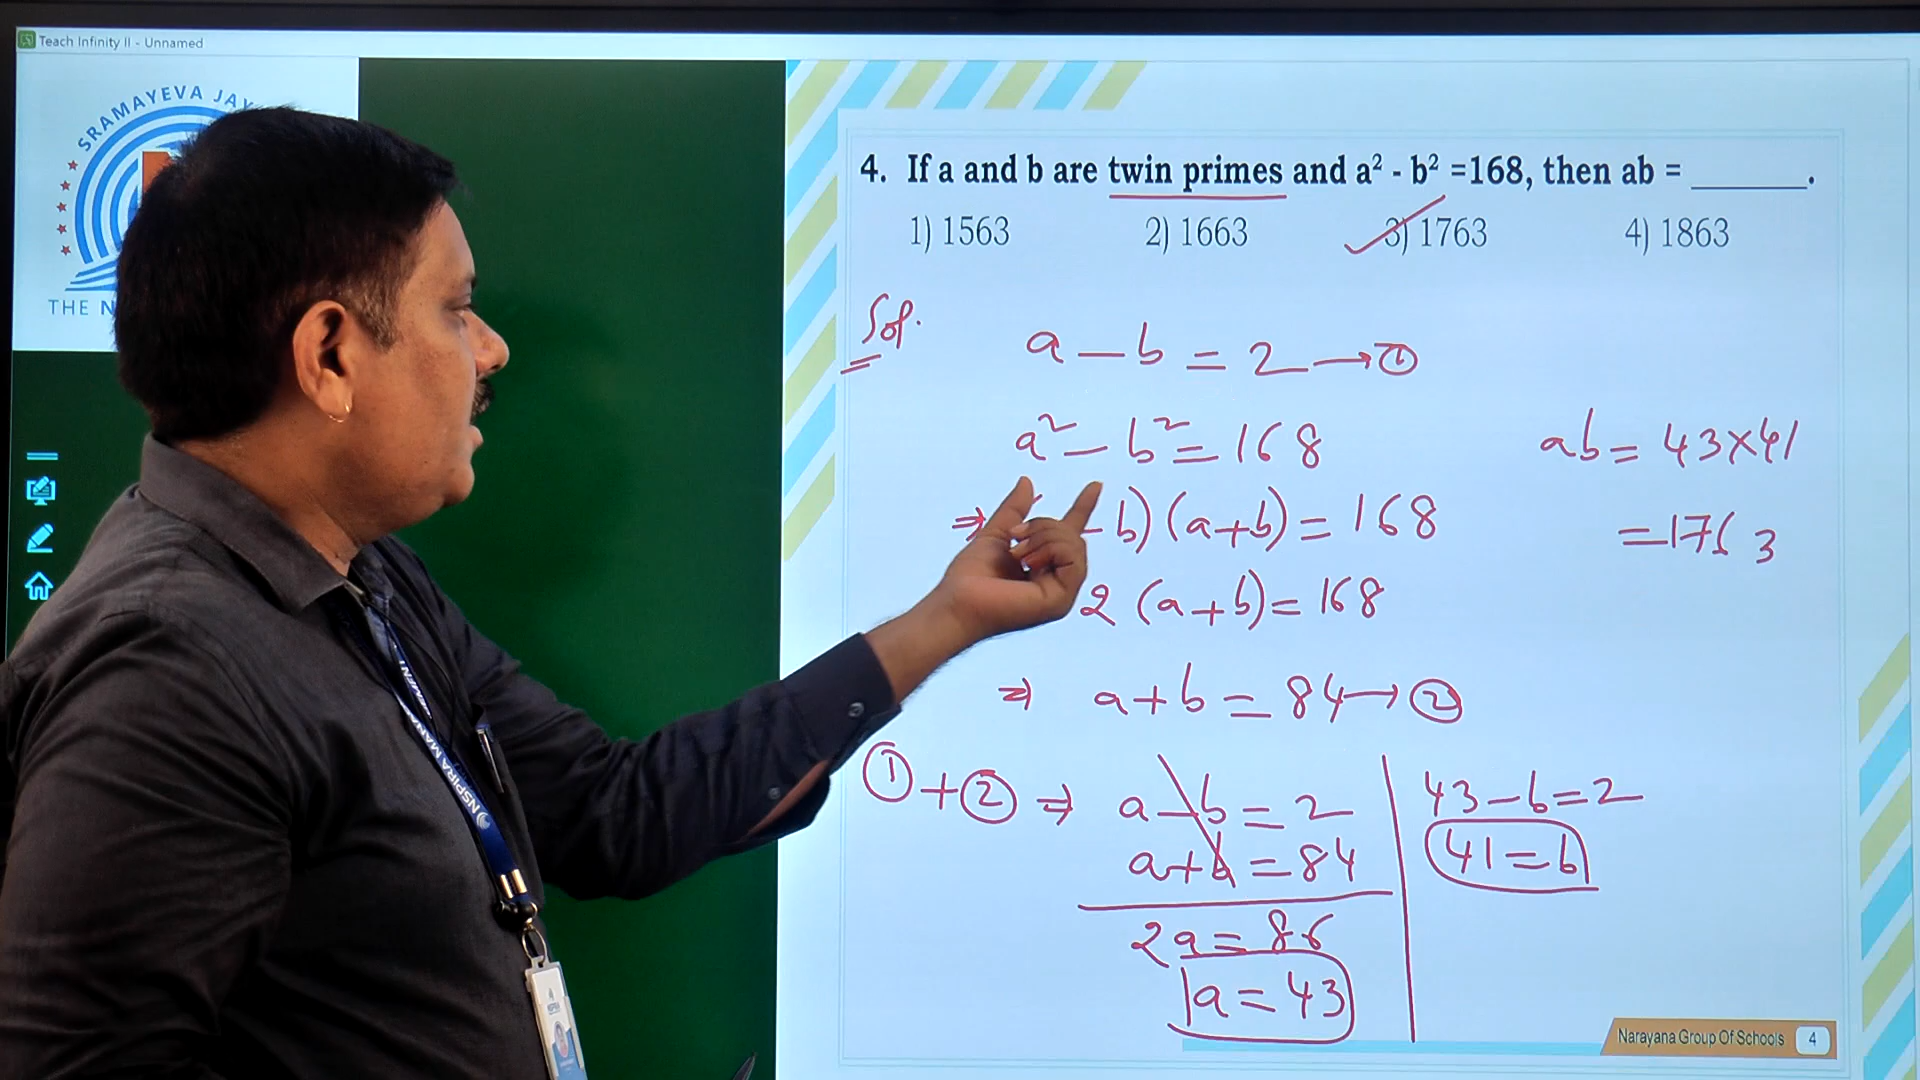 Teach Infinity II - Unnamed
SRAMAYEVA JAY
THE N
4. If a and b are twin primes and a² - b² =168, then ab = ______.
1) 1563 2) 1663 3) 1763 4) 1863
Sol.
a - b = 2 → ①
a² - b² = 168
ab = 43×41
⇒ - b) (a+b) = 168
= 1763
2 (a+b) = 168
⇒ a+b = 84 → ②
① + ② ⇒ a - b = 2
a+b = 84
2a = 86
a = 43
43 - b = 2
41 = b
NSPIRA MANAGEMENT
Narayana Group Of Schools 4